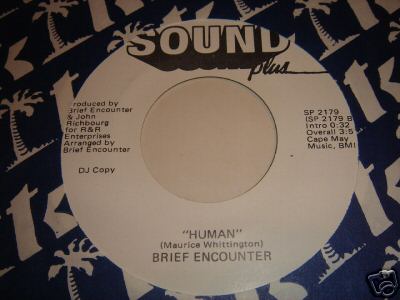 SOUND
plus
Produced by
Brief Encounter
& John
Richbourg
for R&R
Enterprises
Arranged by
Brief Encounter
DJ Copy
SP 2179
(SP 2179 B
Intro 0:32
Overall 3:5
Cape May
Music, BMI
"HUMAN"
(Maurice Whittington)
BRIEF ENCOUNTER